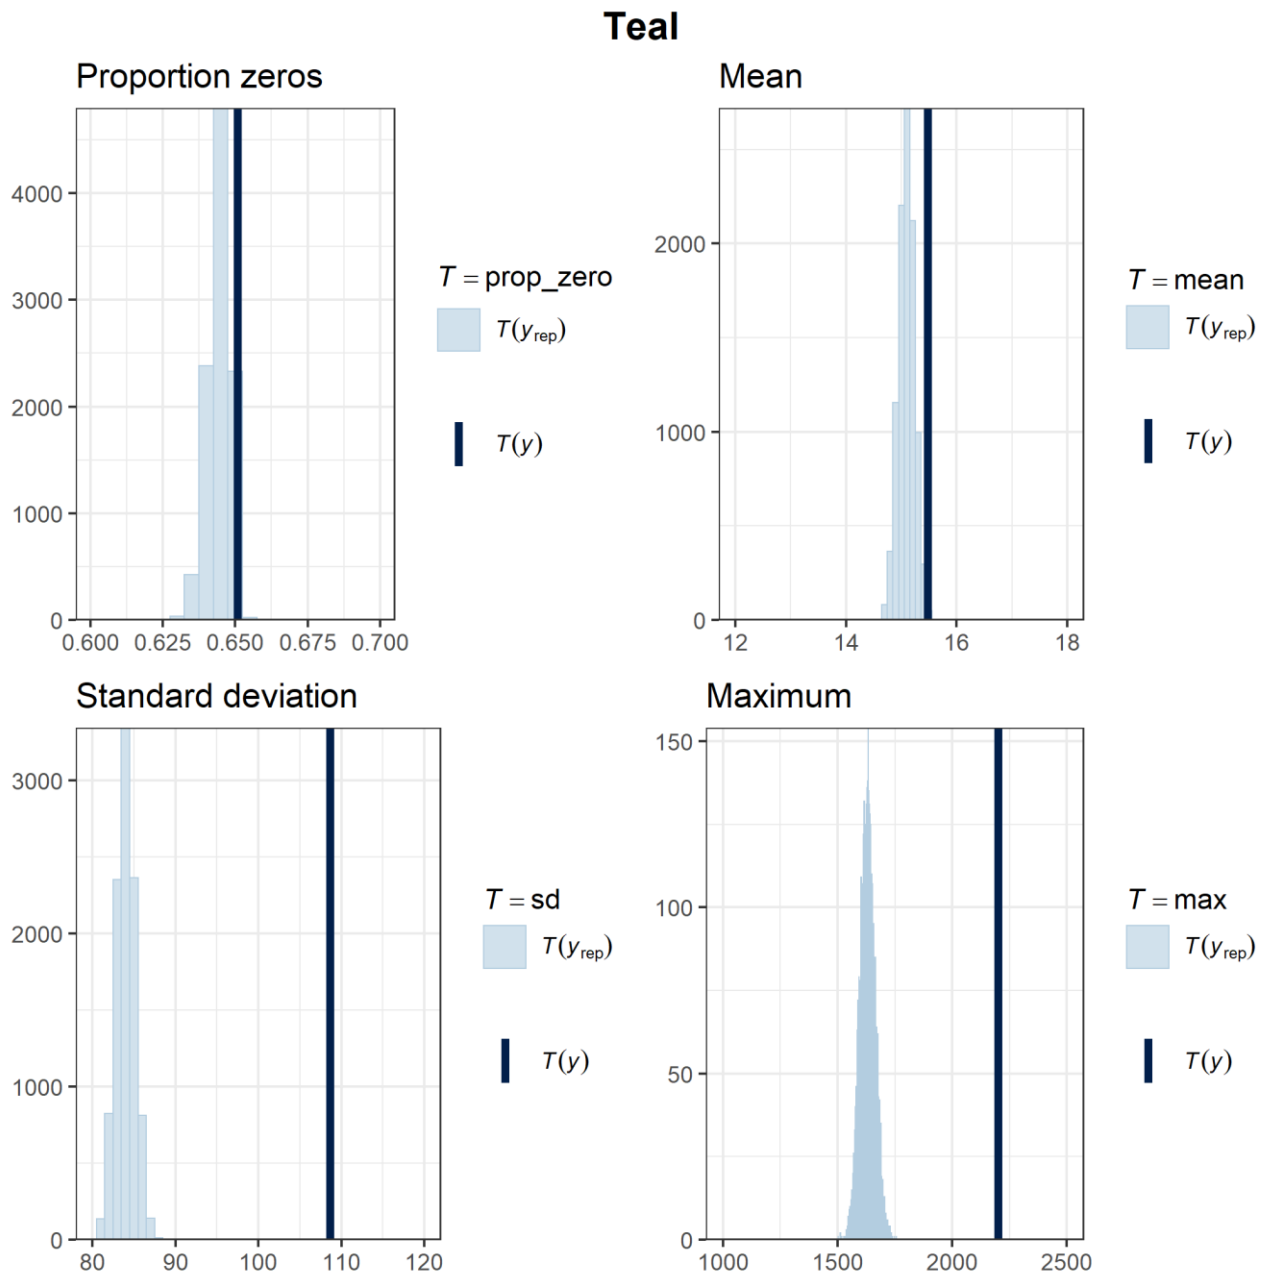 Teal
Proportion zeros
4000
3000
2000
1000
0
0.600 0.625 0.650 0.675 0.700
T = prop_zero
T(yrep)
T(y)
Mean
2000
1000
0
12 14 16 18
T = mean
T(yrep)
T(y)
Standard deviation
3000
2000
1000
0
80 90 100 110 120
T = sd
T(yrep)
T(y)
Maximum
150
100
50
0
1000 1500 2000 2500
T = max
T(yrep)
T(y)